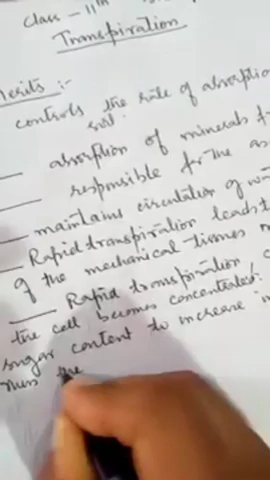 Class - 11th
Transpiration
Merits :-
controls the rate of absorption
soil.
absorption of minerals f
responsible for the as
maintains circulation of wa
Rapid transpiration leads t
of the mechanical tissues
Rapid transpiration,
the cell becomes concentrated.
sugar content to increase in
Thus the